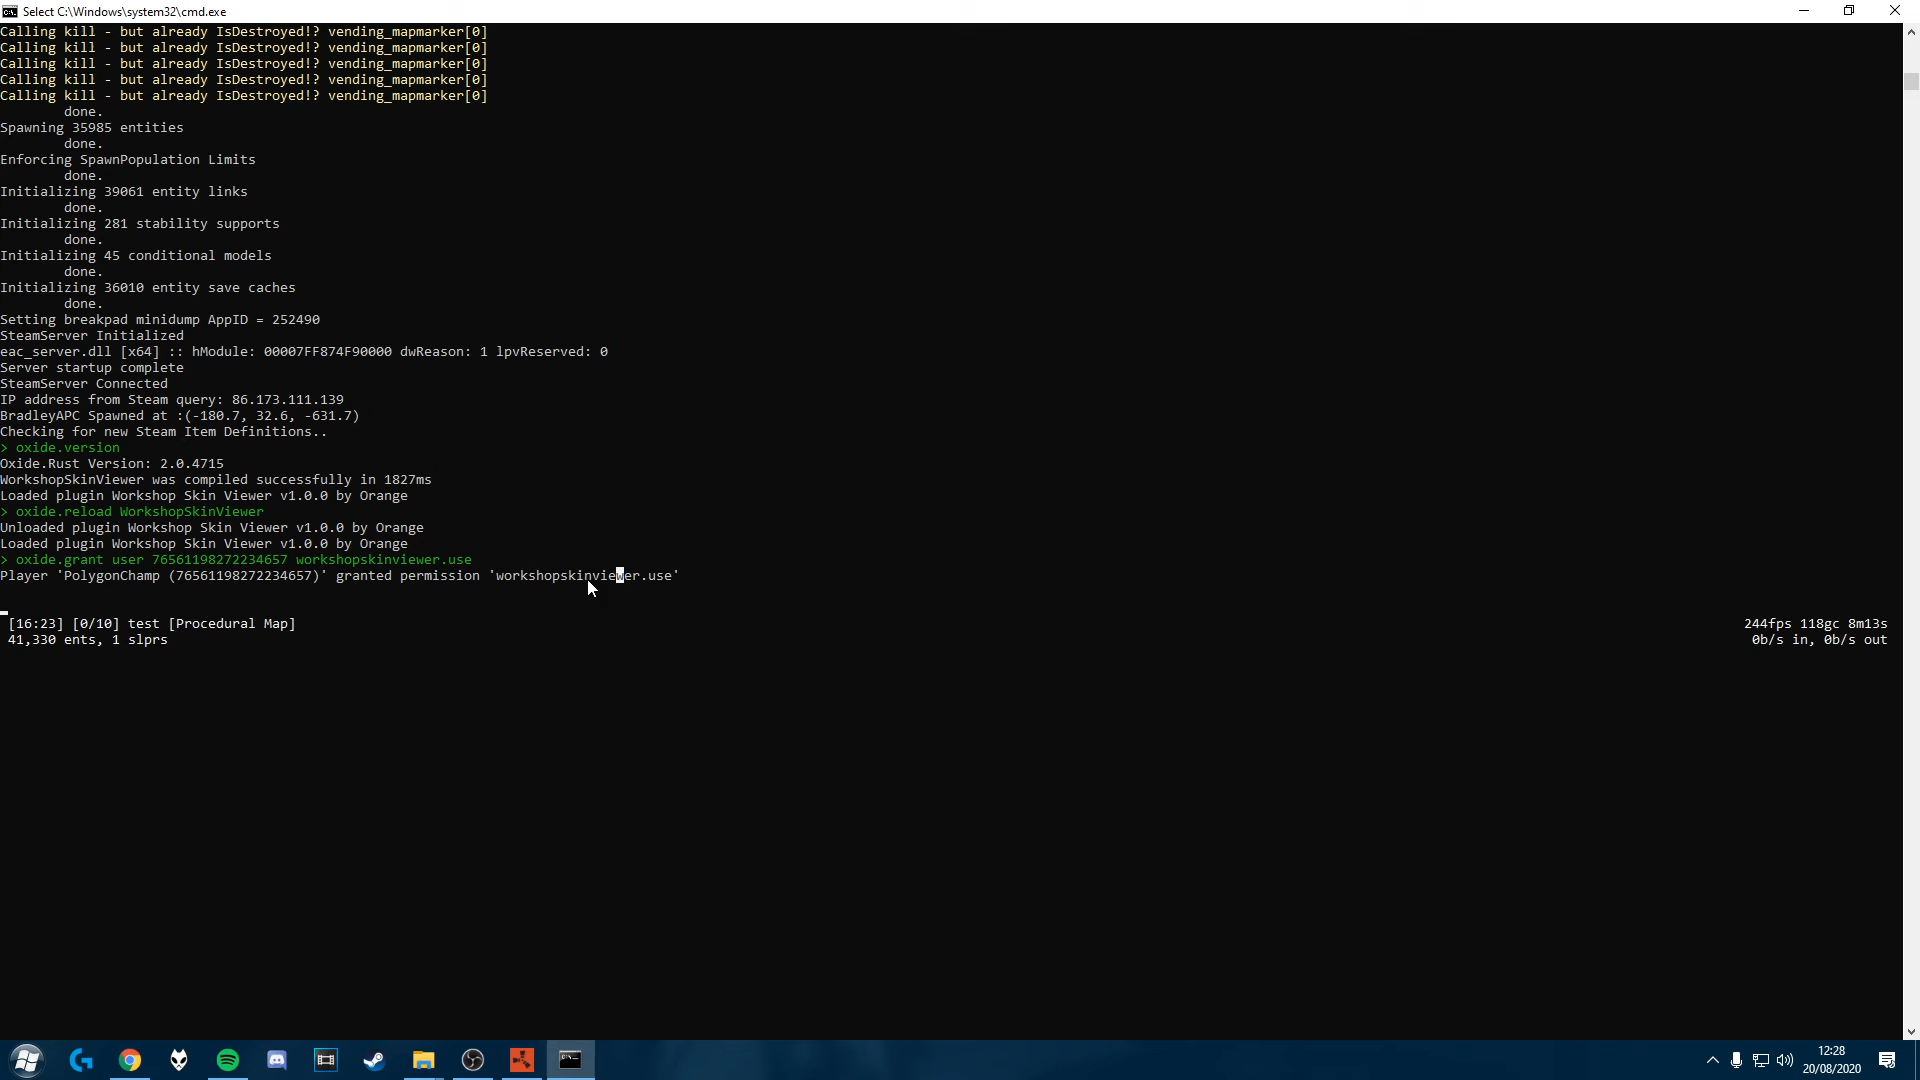 Select C:\Windows\system32\cmd.exe
Calling kill - but already IsDestroyed!? vending_mapmarker[0]
Calling kill - but already IsDestroyed!? vending_mapmarker[0]
Calling kill - but already IsDestroyed!? vending_mapmarker[0]
Calling kill - but already IsDestroyed!? vending_mapmarker[0]
Calling kill - but already IsDestroyed!? vending_mapmarker[0]
done.
Spawning 35985 entities
done.
Enforcing SpawnPopulation Limits
done.
Initializing 39061 entity links
done.
Initializing 281 stability supports
done.
Initializing 45 conditional models
done.
Initializing 36010 entity save caches
done.
Setting breakpad minidump AppID = 252490
SteamServer Initialized
eac_server.dll [x64] :: hModule: 00007FF874F90000 dwReason: 1 lpvReserved: 0
Server startup complete
SteamServer Connected
IP address from Steam query: 86.173.111.139
BradleyAPC Spawned at :(-180.7, 32.6, -631.7)
Checking for new Steam Item Definitions..
> oxide.version
Oxide.Rust Version: 2.0.4715
WorkshopSkinViewer was compiled successfully in 1827ms
Loaded plugin Workshop Skin Viewer v1.0.0 by Orange
> oxide.reload WorkshopSkinViewer
Unloaded plugin Workshop Skin Viewer v1.0.0 by Orange
Loaded plugin Workshop Skin Viewer v1.0.0 by Orange
> oxide.grant user 76561198272234657 workshopskinviewer.use
Player 'PolygonChamp (76561198272234657)' granted permission 'workshopskinviewer.use'
[16:23] [0/10] test [Procedural Map] 244fps 118gc 8m13s
41,330 ents, 1 slprs 0b/s in, 0b/s out
12:28
20/08/2020